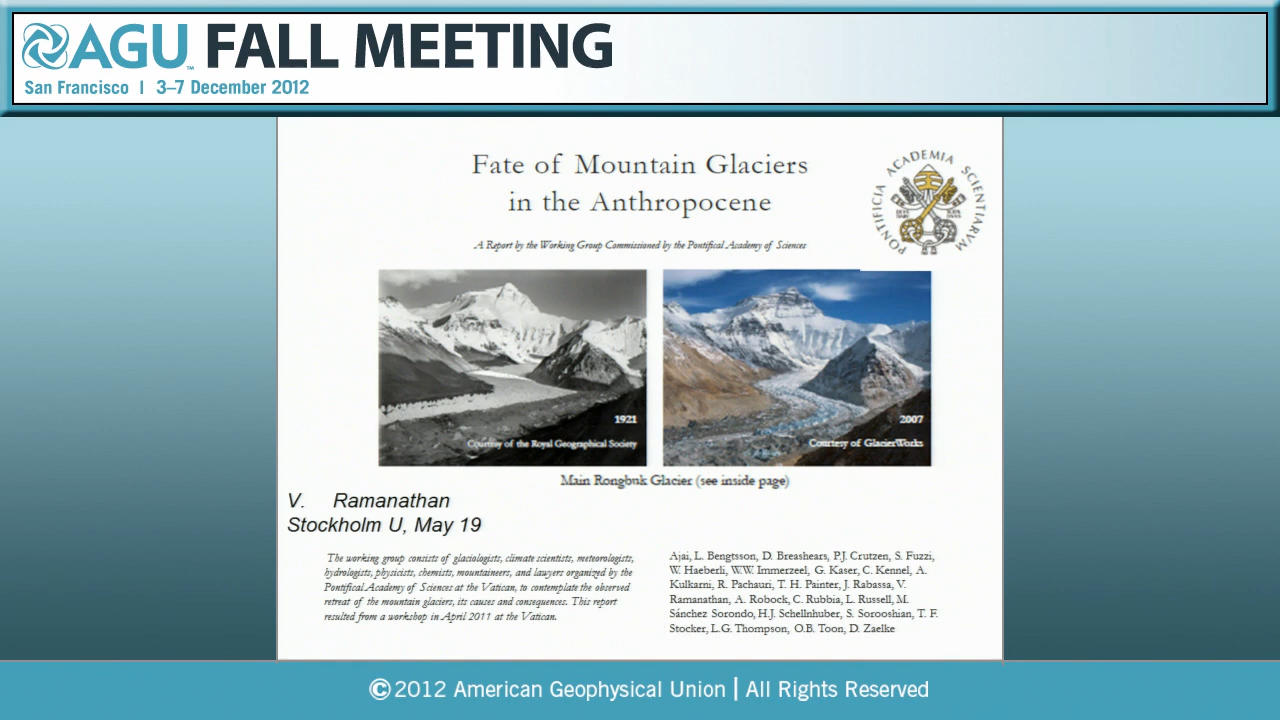 AGU™ FALL MEETING
San Francisco | 3–7 December 2012
Fate of Mountain Glaciers
in the Anthropocene
PONTIFICIA ACADEMIA SCIENTIARVM
A Report by the Working Group Commissioned by the Pontifical Academy of Sciences
1921
Courtesy of the Royal Geographical Society
2007
Courtesy of GlacierWorks
Main Rongbuk Glacier (see inside page)
V. Ramanathan
Stockholm U, May 19
The working group consists of glaciologists, climate scientists, meteorologists,
hydrologists, physicists, chemists, mountaineers, and lawyers organized by the
Pontifical Academy of Sciences at the Vatican, to contemplate the observed
retreat of the mountain glaciers, its causes and consequences. This report
resulted from a workshop in April 2011 at the Vatican.
Ajai, L. Bengtsson, D. Breashears, P.J. Crutzen, S. Fuzzi,
W. Haeberli, W.W. Immerzeel, G. Kaser, C. Kennel, A.
Kulkarni, R. Pachauri, T. H. Painter, J. Rabassa, V.
Ramanathan, A. Robock, C. Rubbia, L. Russell, M.
Sánchez Sorondo, H.J. Schellnhuber, S. Sorooshian, T. F.
Stocker, L.G. Thompson, O.B. Toon, D. Zaelke
©2012 American Geophysical Union | All Rights Reserved